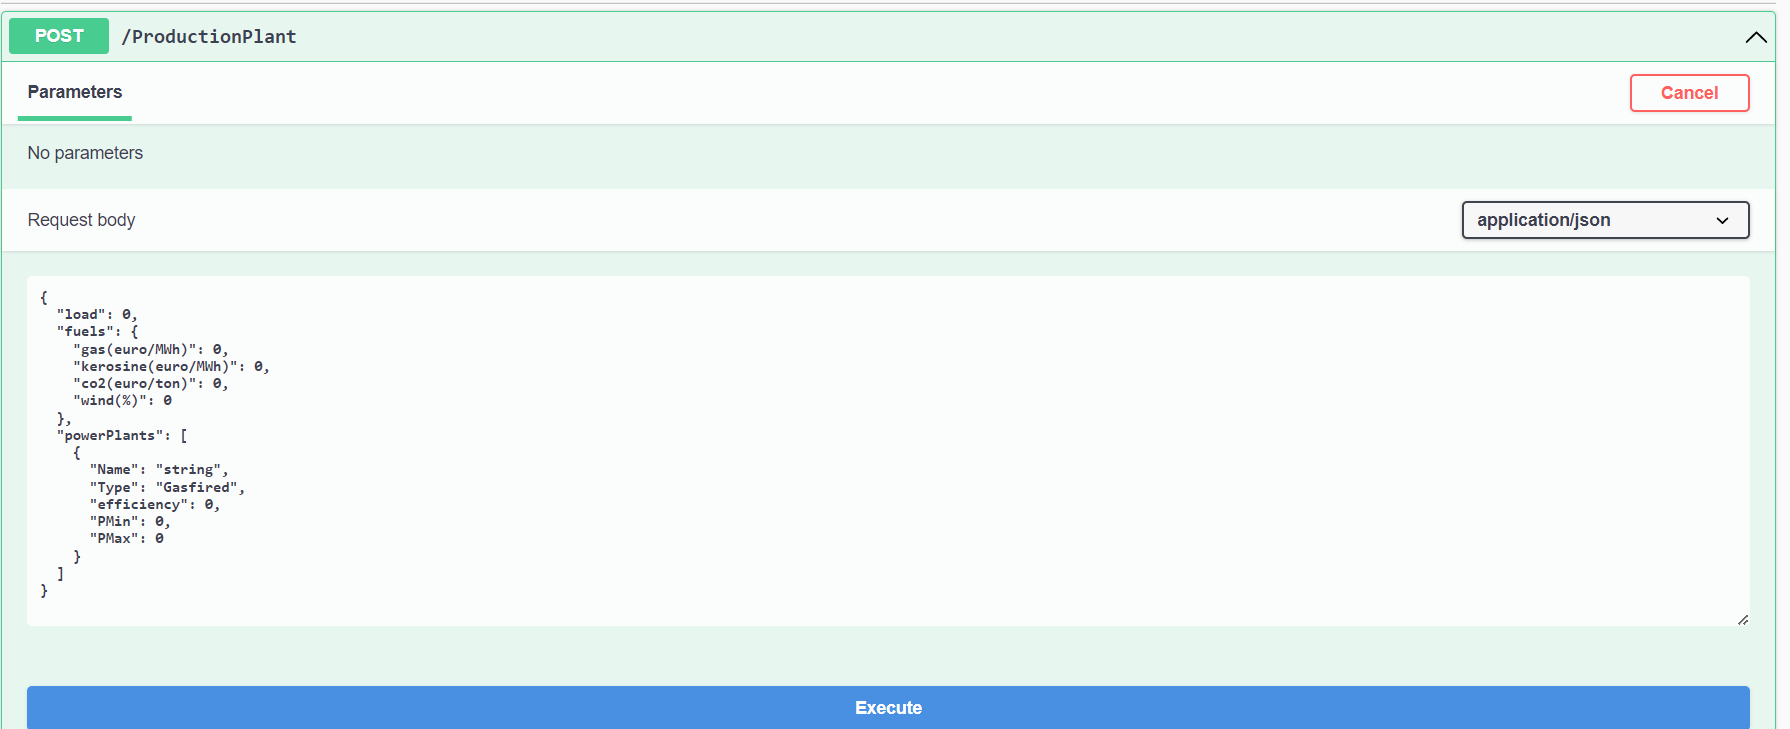 POST /ProductionPlant
Parameters
Cancel
No parameters
Request body
application/json
{
  "load": 0,
  "fuels": {
    "gas(euro/MWh)": 0,
    "kerosine(euro/MWh)": 0,
    "co2(euro/ton)": 0,
    "wind(%)": 0
  },
  "powerPlants": [
    {
      "Name": "string",
      "Type": "Gasfired",
      "efficiency": 0,
      "PMin": 0,
      "PMax": 0
    }
  ]
}
Execute